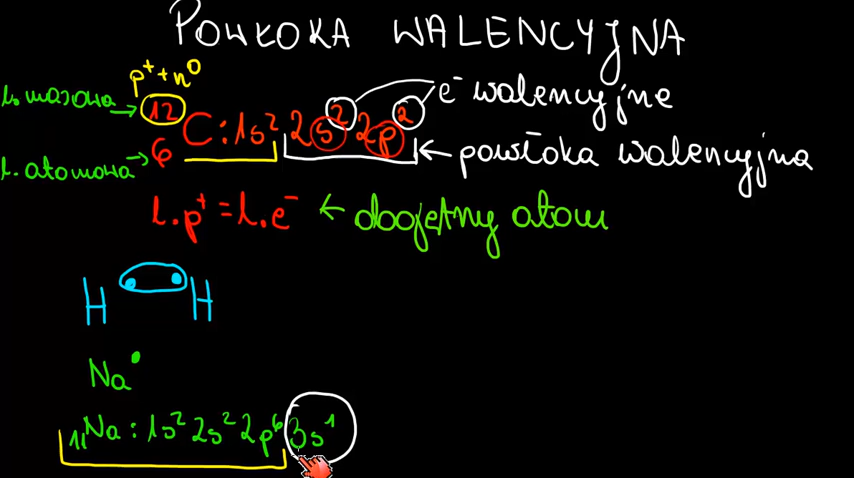 POWŁOKA WALENCYJNA
p⁺+n⁰
l. masowa → 12
C: 1s² 2s² 2p²
e⁻ walencyjne
l. atomowa → 6
← powłoka walencyjna
l.p⁺ = l.e⁻ ← obojętny atom
H •• H
Na•
₁₁Na: 1s² 2s² 2p⁶ 3s¹